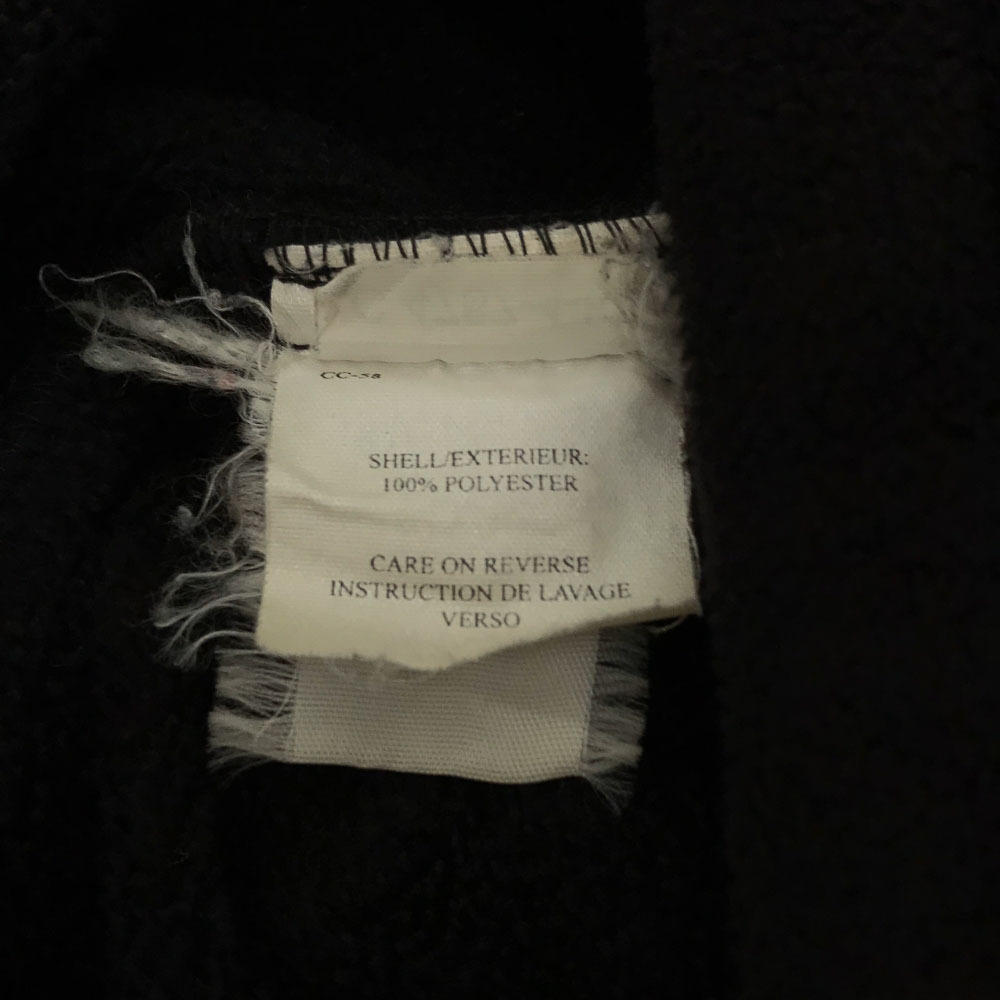 CC-58
SHELL/EXTERIEUR:
100% POLYESTER
CARE ON REVERSE
INSTRUCTION DE LAVAGE
VERSO